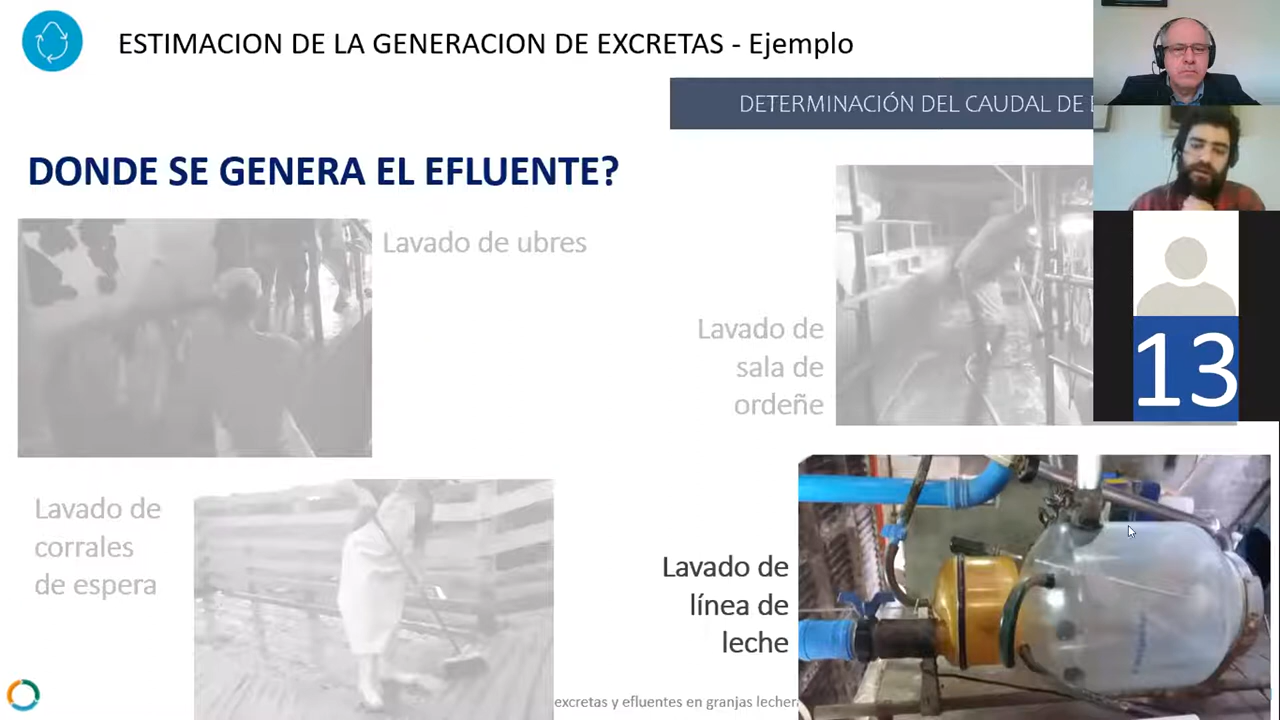 ESTIMACION DE LA GENERACION DE EXCRETAS - Ejemplo
DETERMINACIÓN DEL CAUDAL DE
DONDE SE GENERA EL EFLUENTE?
Lavado de ubres
Lavado de
sala de
ordeñe
13
Lavado de
corrales
de espera
Lavado de
línea de
leche
excretas y efluentes en granjas